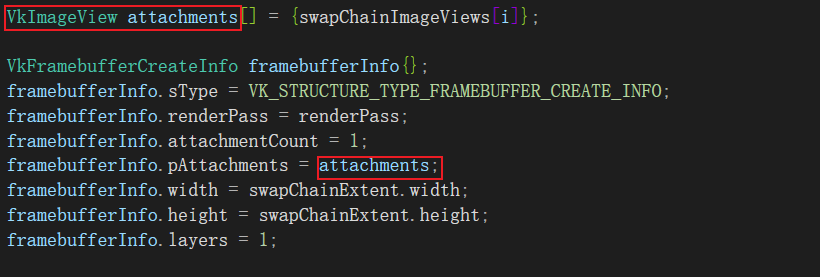 VkImageView attachments[] = {swapChainImageViews[i]};
VkFramebufferCreateInfo framebufferInfo{};
framebufferInfo.sType = VK_STRUCTURE_TYPE_FRAMEBUFFER_CREATE_INFO;
framebufferInfo.renderPass = renderPass;
framebufferInfo.attachmentCount = 1;
framebufferInfo.pAttachments = attachments;
framebufferInfo.width = swapChainExtent.width;
framebufferInfo.height = swapChainExtent.height;
framebufferInfo.layers = 1;